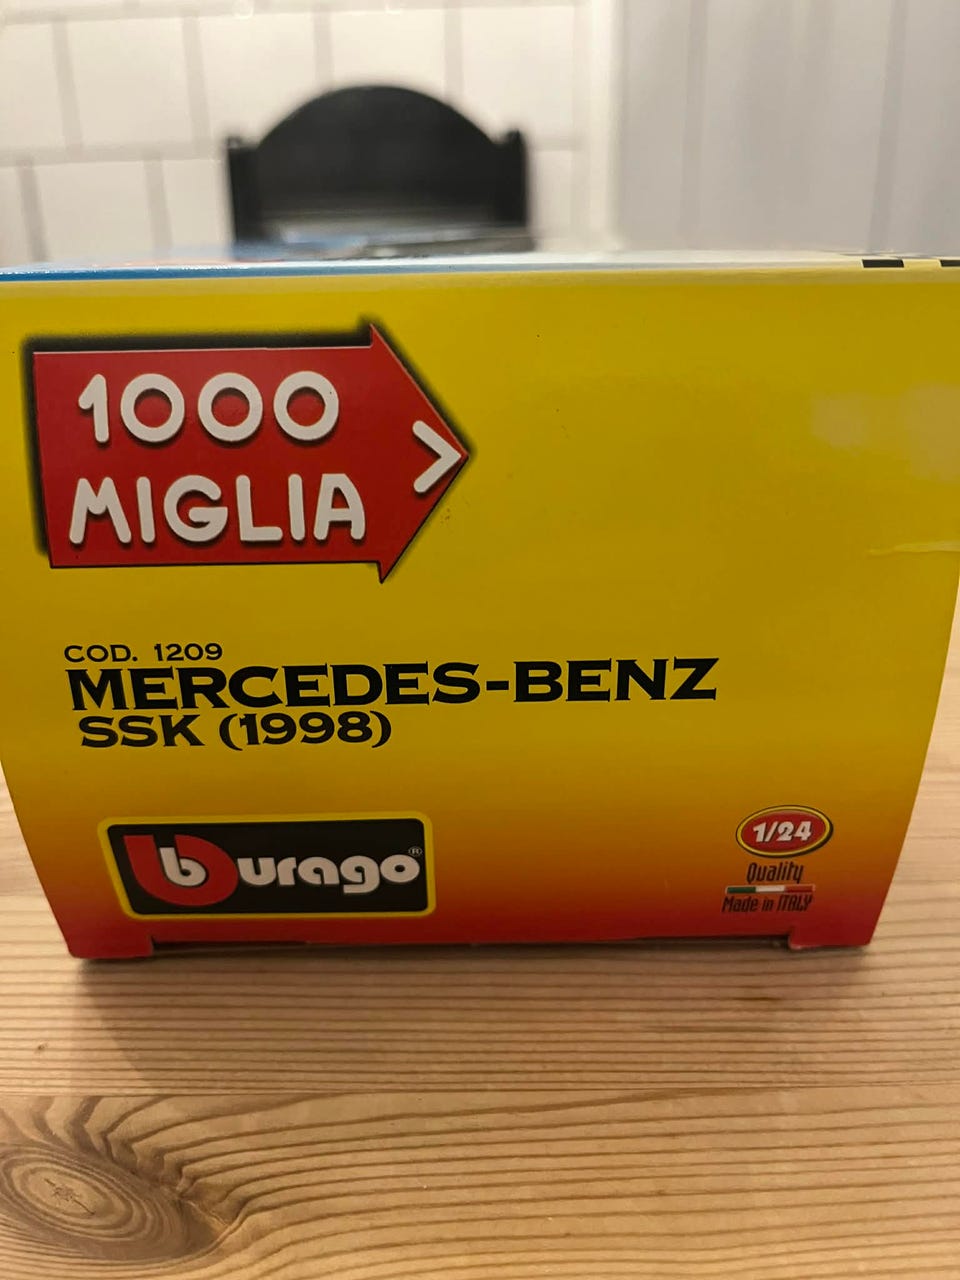 1000
MIGLIA >
COD. 1209
MERCEDES-BENZ
SSK (1998)
burago®
1/24
Quality
Made in ITALY